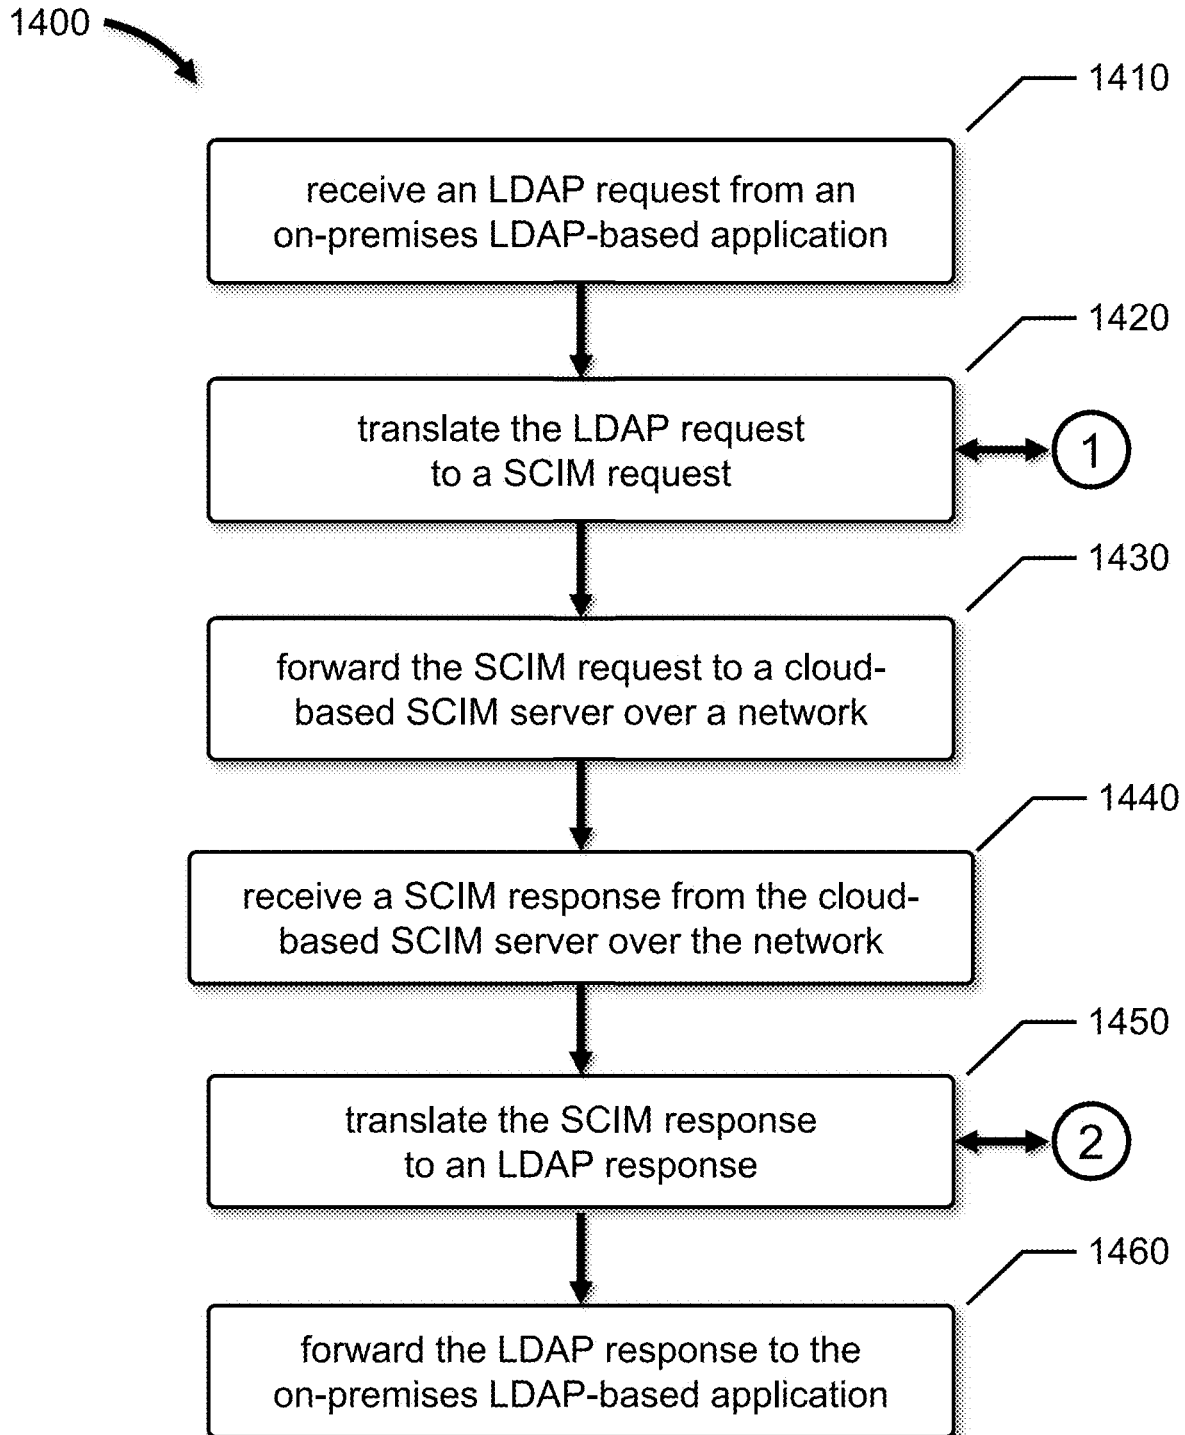 1400
1410
receive an LDAP request from an
on-premises LDAP-based application
1420
translate the LDAP request
to a SCIM request
1
1430
forward the SCIM request to a cloud-
based SCIM server over a network
1440
receive a SCIM response from the cloud-
based SCIM server over the network
1450
translate the SCIM response
to an LDAP response
2
1460
forward the LDAP response to the
on-premises LDAP-based application